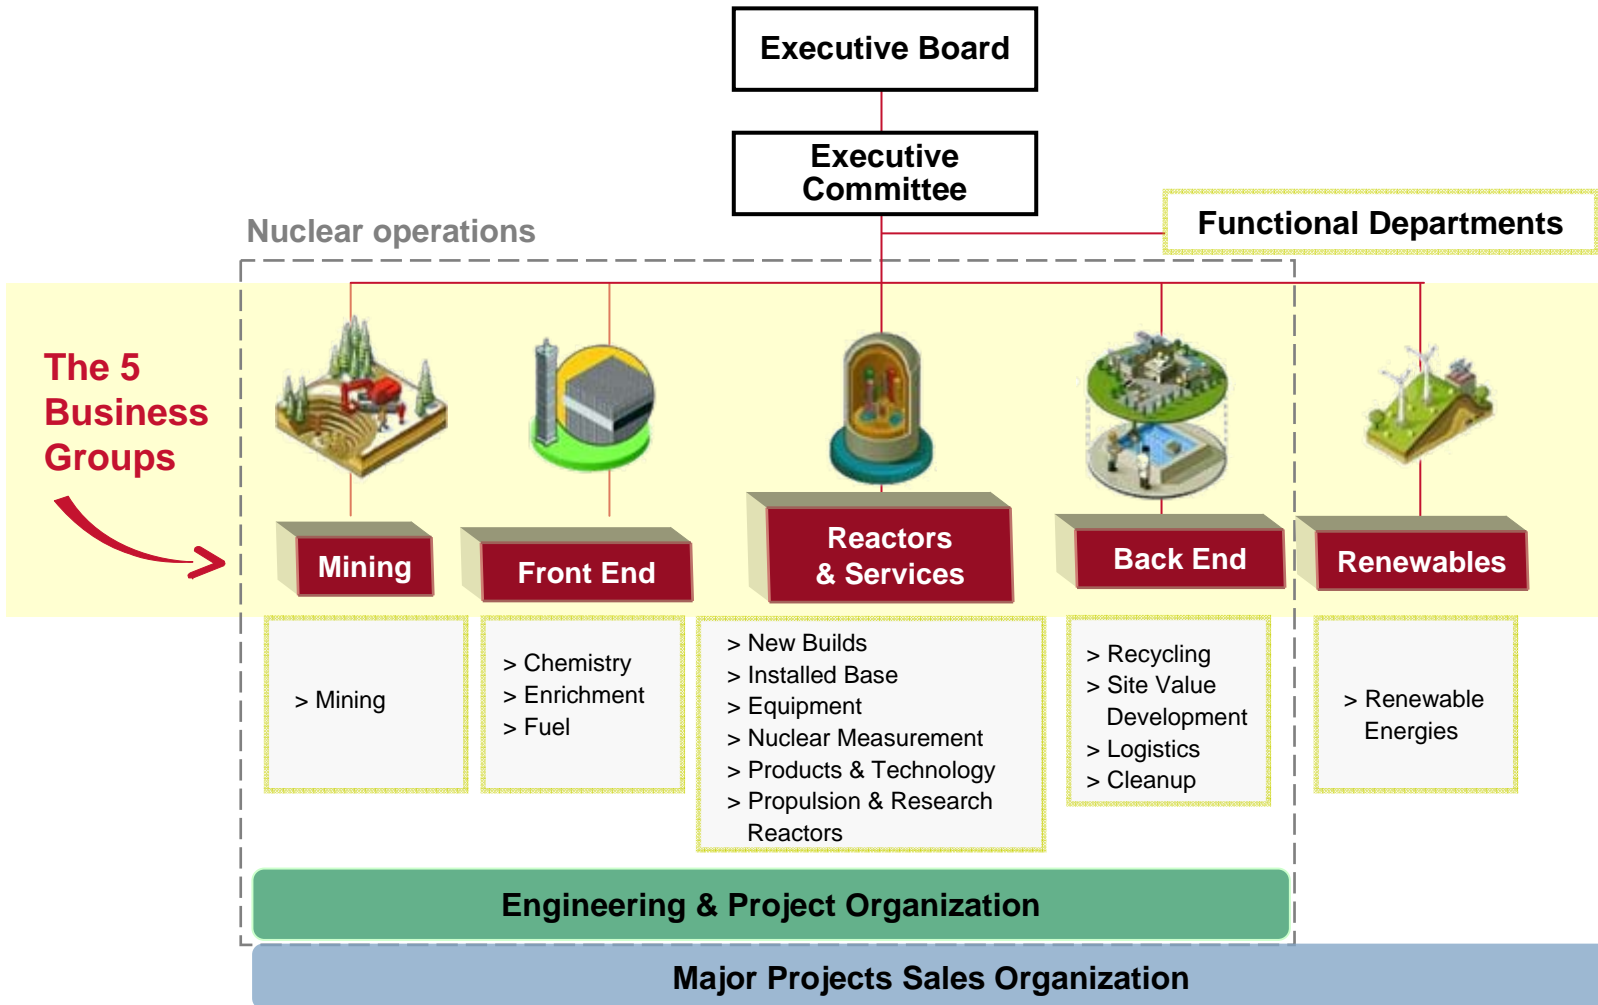 Executive Board
Executive
Committee
Functional Departments
Nuclear operations
The 5
Business
Groups
Mining
Front End
Reactors
& Services
Back End
Renewables
> Mining
> Chemistry
> Enrichment
> Fuel
> New Builds
> Installed Base
> Equipment
> Nuclear Measurement
> Products & Technology
> Propulsion & Research
Reactors
> Recycling
> Site Value
Development
> Logistics
> Cleanup
> Renewable
Energies
Engineering & Project Organization
Major Projects Sales Organization